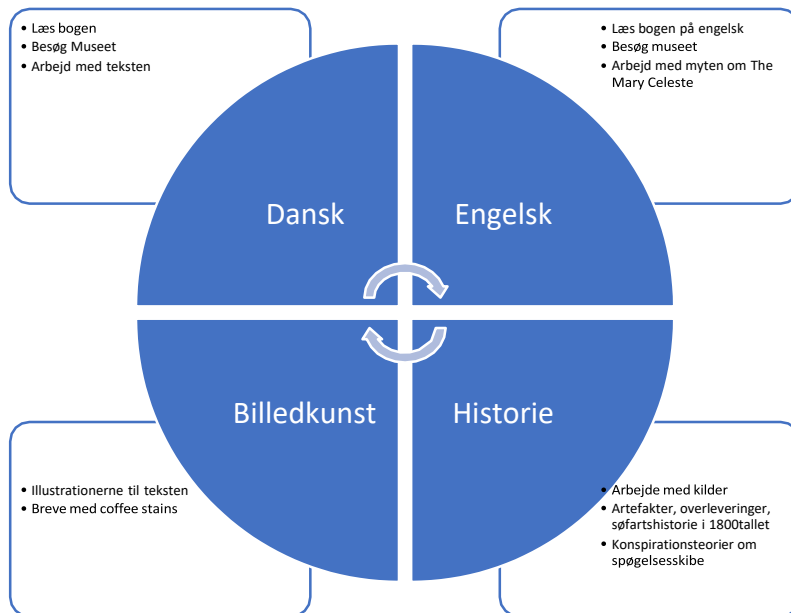 • Læs bogen
• Besøg Museet
• Arbejd med teksten
• Læs bogen på engelsk
• Besøg museet
• Arbejd med myten om The
Mary Celeste
Dansk
Engelsk
Billedkunst
Historie
• Illustrationerne til teksten
• Breve med coffee stains
• Arbejde med kilder
• Artefakter, overleveringer,
søfartshistorie i 1800tallet
• Konspirationsteorier om
spøgelsesskibe